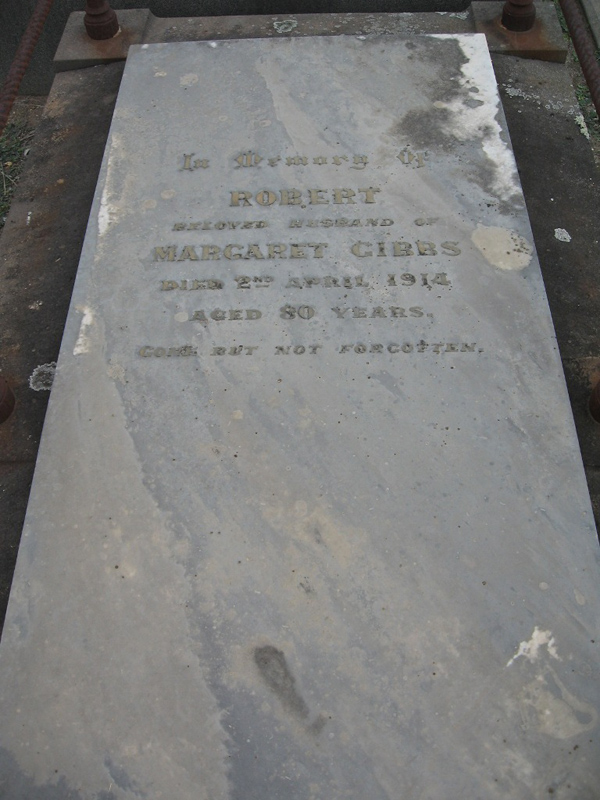 In Memory Of
ROBERT
BELOVED HUSBAND OF
MARGARET GIBBS
DIED 2ND APRIL 1914
AGED 80 YEARS.
GONE BUT NOT FORGOTTEN.